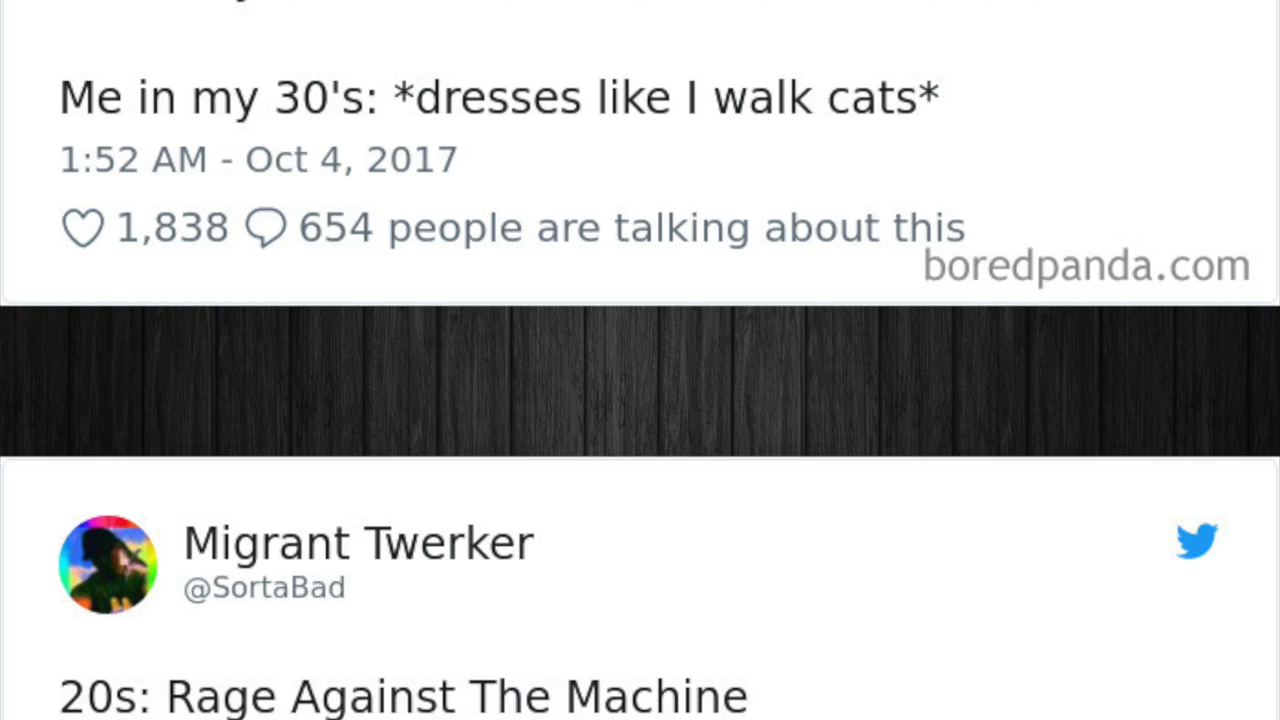 Me in my 30's: *dresses like I walk cats*
1:52 AM - Oct 4, 2017
1,838 654 people are talking about this
boredpanda.com
Migrant Twerker
@SortaBad
20s: Rage Against The Machine